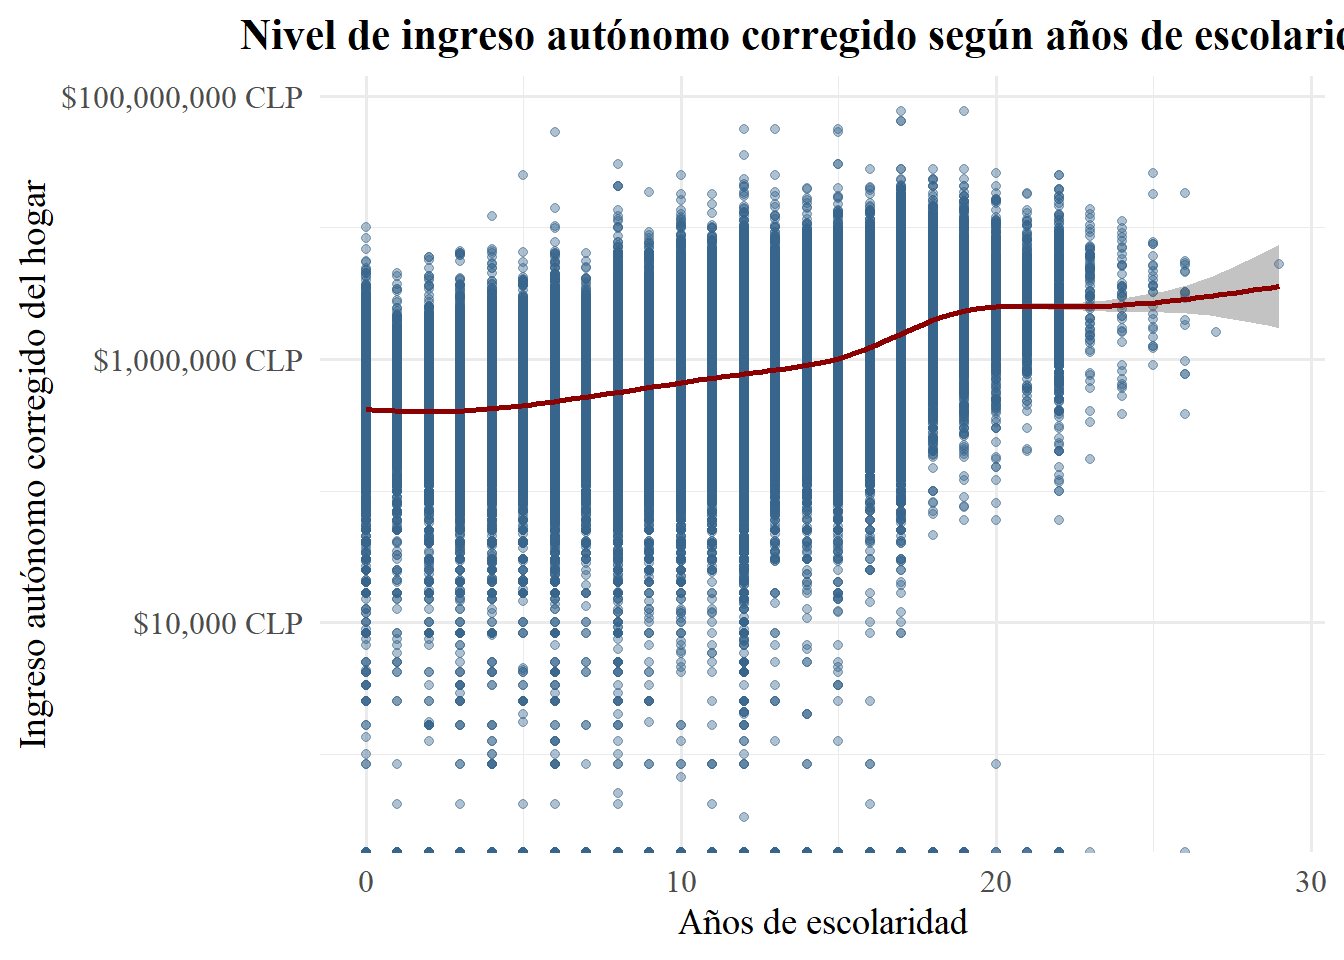 Nivel de ingreso autónomo corregido según años de escolarid
$100,000,000 CLP
$1,000,000 CLP
$10,000 CLP
Ingreso autónomo corregido del hogar
0
10
20
30
Años de escolaridad